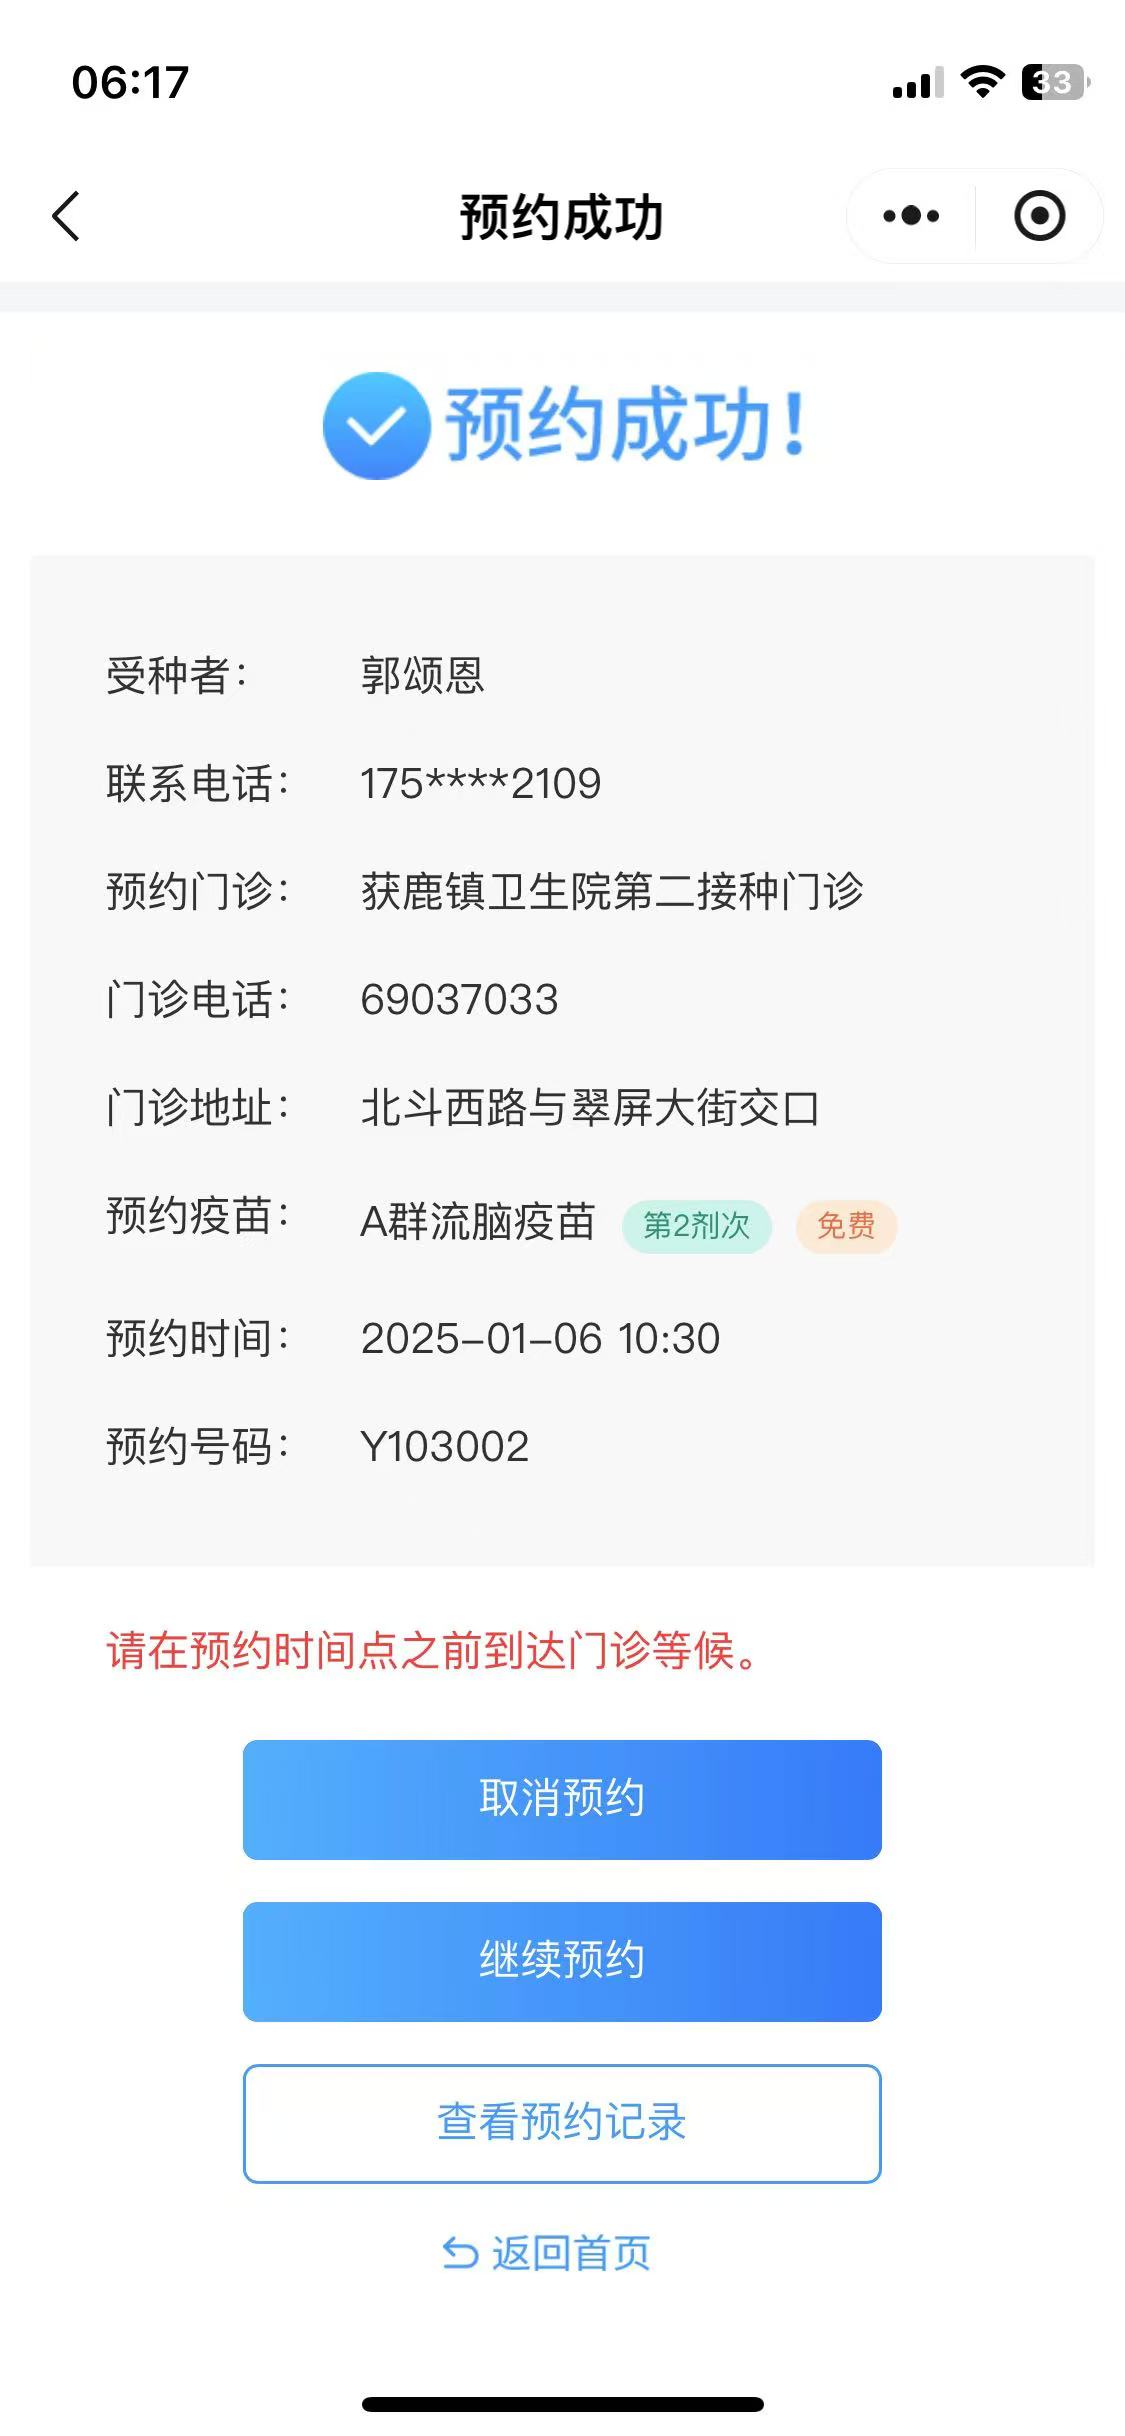 06:17
33
预约成功
预约成功！
受种者： 郭颂恩
联系电话： 175****2109
预约门诊： 获鹿镇卫生院第二接种门诊
门诊电话： 69037033
门诊地址： 北斗西路与翠屏大街交口
预约疫苗： A群流脑疫苗 第2剂次 免费
预约时间： 2025-01-06 10:30
预约号码： Y103002
请在预约时间点之前到达门诊等候。
取消预约
继续预约
查看预约记录
返回首页